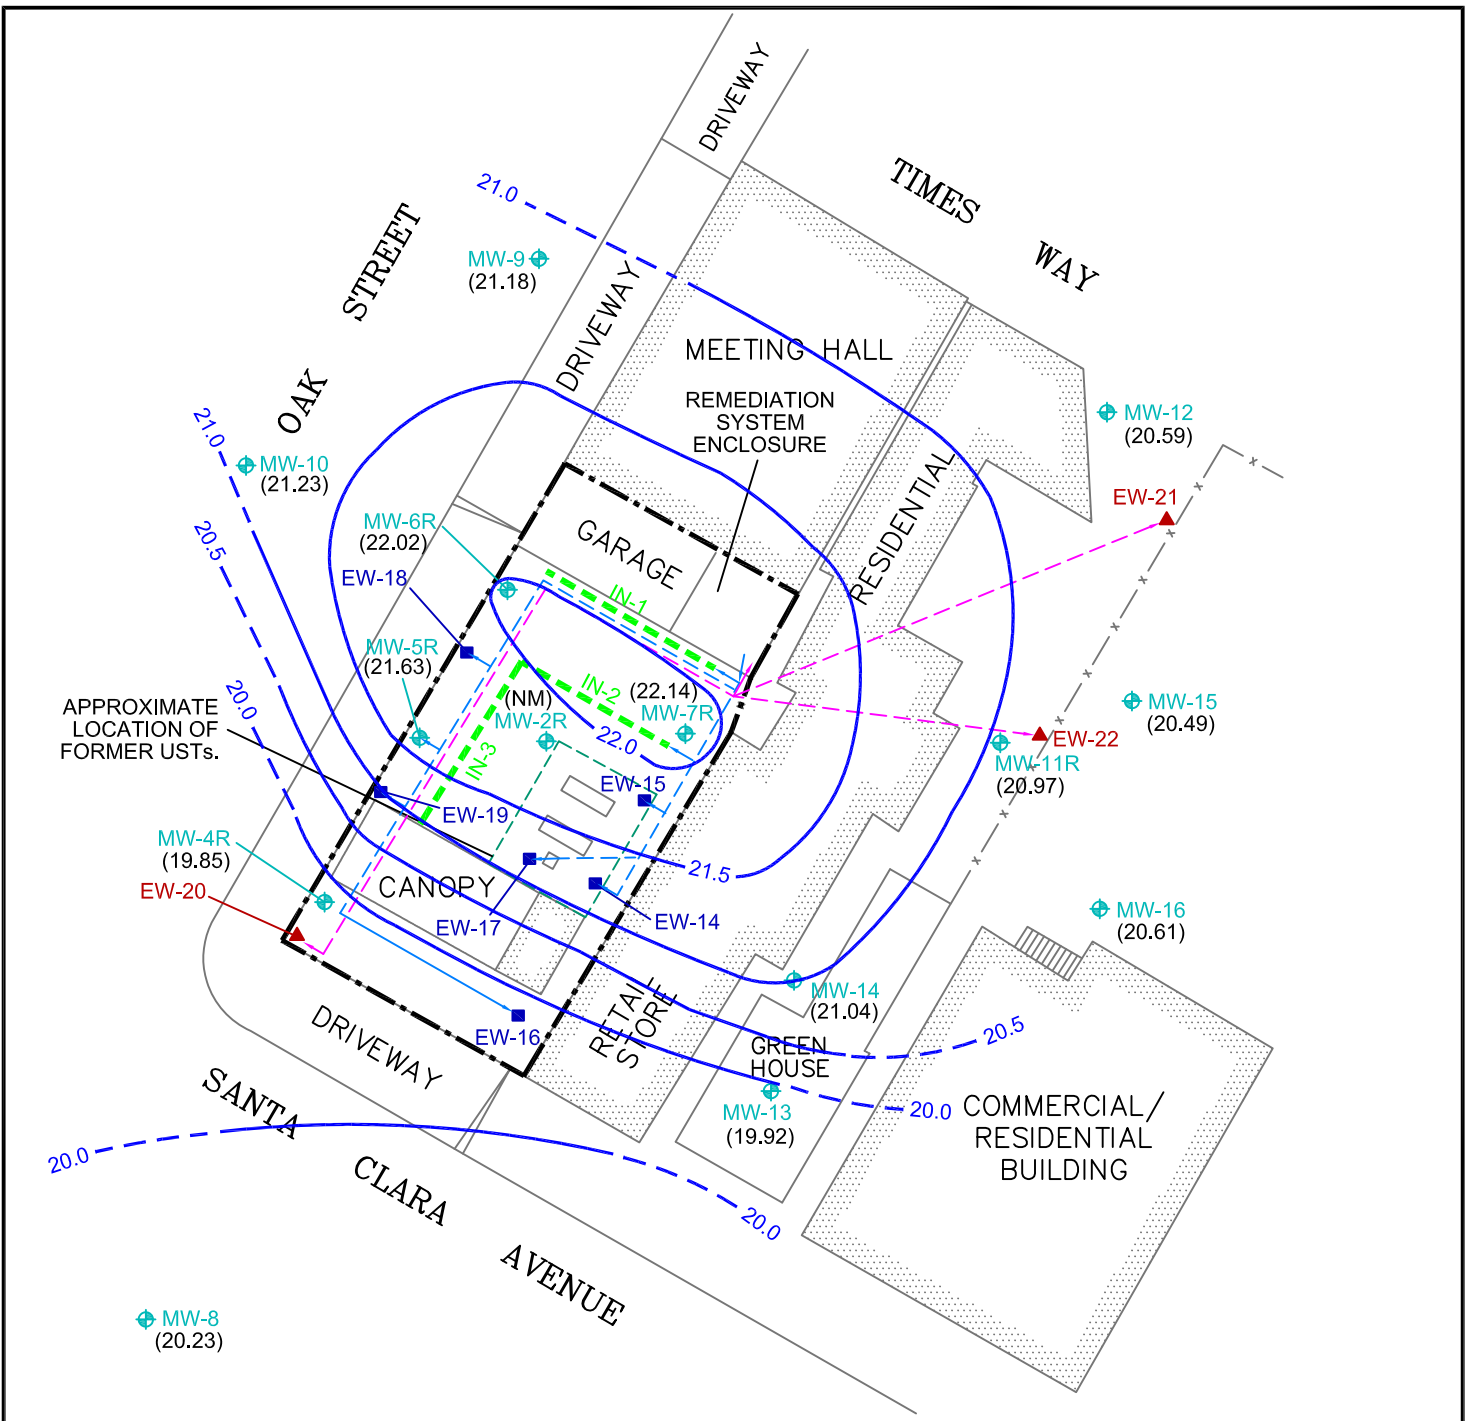 DRIVEWAY
TIMES
WAY
21.0
OAK
STREET
MW-9
(21.18)
DRIVEWAY
MEETING HALL
REMEDIATION
SYSTEM
ENCLOSURE
MW-12
(20.59)
21.0
MW-10
(21.23)
RESIDENTIAL
EW-21
MW-6R
(22.02)
GARAGE
20.5
EW-18
IN-1
MW-5R
(21.63)
20.0
(NM)
MW-2R
IN-2
(22.14)
MW-7R
22.0
MW-15
(20.49)
EW-22
MW-11R
(20.97)
APPROXIMATE
LOCATION OF
FORMER USTs.
IN-3
EW-15
EW-19
MW-4R
(19.85)
21.5
EW-20
CANOPY
EW-17
EW-14
MW-16
(20.61)
MW-14
(21.04)
RETAIL
STORE
EW-16
DRIVEWAY
20.5
GREEN
HOUSE
MW-13
(19.92)
20.0
COMMERCIAL/
RESIDENTIAL
BUILDING
SANTA
CLARA
AVENUE
20.0
20.0
MW-8
(20.23)